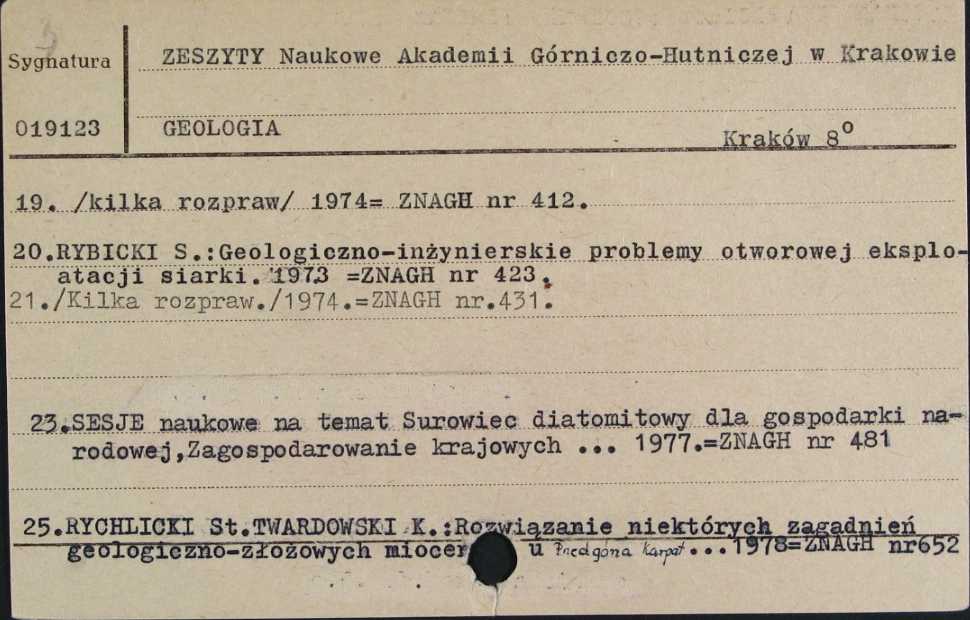 Sygnatura
ZESZYTY Naukowe Akademii Górniczo-Hutniczej w Krakowie
019123
GEOLOGIA
Kraków 8°
19. /kilka rozpraw/ 1974= ZNAGH nr 412.
20.RYBICKI S.:Geologiczno-inżynierskie problemy otworowej eksplo-
atacji siarki. 1973 =ZNAGH nr 423.
21./Kilka rozpraw./1974.=ZNAGH nr.431.
23.SESJE naukowe na temat Surowiec diatomitowy dla gospodarki na-
rodowej,Zagospodarowanie krajowych ... 1977.=ZNAGH nr 481
25.RYCHLICKI St.TWARDOWSKI K.:Rozwiązanie niektórych zagadnień
geologiczno-złożowych miocen u Karpat...1978=ZNAGH nr652